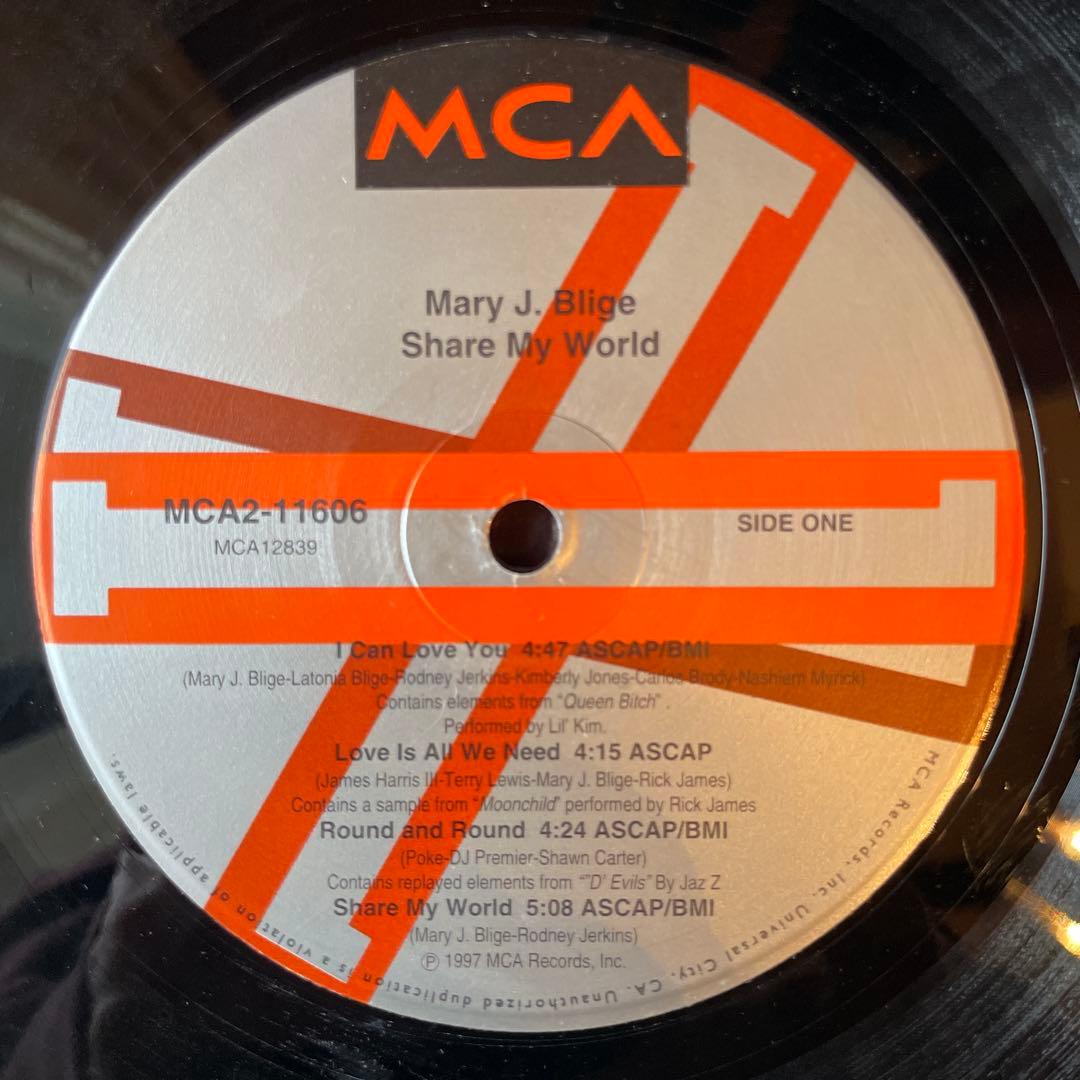 MCA
Mary J. Blige
Share My World
MCA2-11606
MCA12839
SIDE ONE
I Can Love You 4:47 ASCAP/BMI
(Mary J. Blige-Latonia Blige-Rodney Jerkins-Kimberly Jones-Carlos Brody-Nashiem Myrick)
Contains elements from "Queen Bitch".
Performed by Lil' Kim.
Love Is All We Need 4:15 ASCAP
(James Harris III-Terry Lewis-Mary J. Blige-Rick James)
Contains a sample from "Moonchild" performed by Rick James
Round and Round 4:24 ASCAP/BMI
(Poke-DJ Premier-Shawn Carter)
Contains replayed elements from "'D' Evils" By Jaz Z
Share My World 5:08 ASCAP/BMI
(Mary J. Blige-Rodney Jerkins)
℗ 1997 MCA Records, Inc.
MCA Records, Inc. Universal City, CA. Unauthorized duplication is a violation of applicable laws.